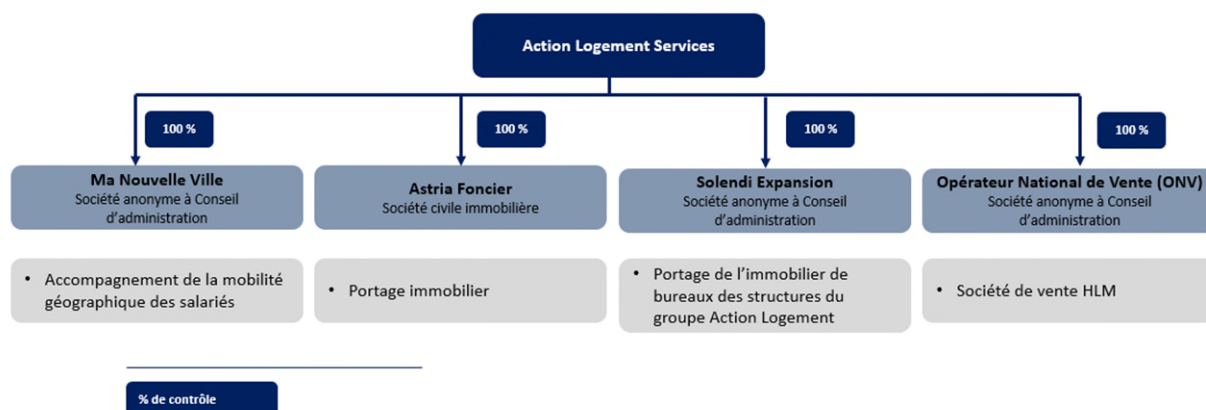 Action Logement Services
100 %
100 %
100 %
100 %
Ma Nouvelle Ville
Société anonyme à Conseil
d'administration
Astria Foncier
Société civile immobilière
Solendi Expansion
Société anonyme à Conseil
d'administration
Opérateur National de Vente (ONV)
Société anonyme à Conseil
d'administration
• Accompagnement de la mobilité
géographique des salariés
• Portage immobilier
• Portage de l'immobilier de
bureaux des structures du
groupe Action Logement
• Société de vente HLM
% de contrôle